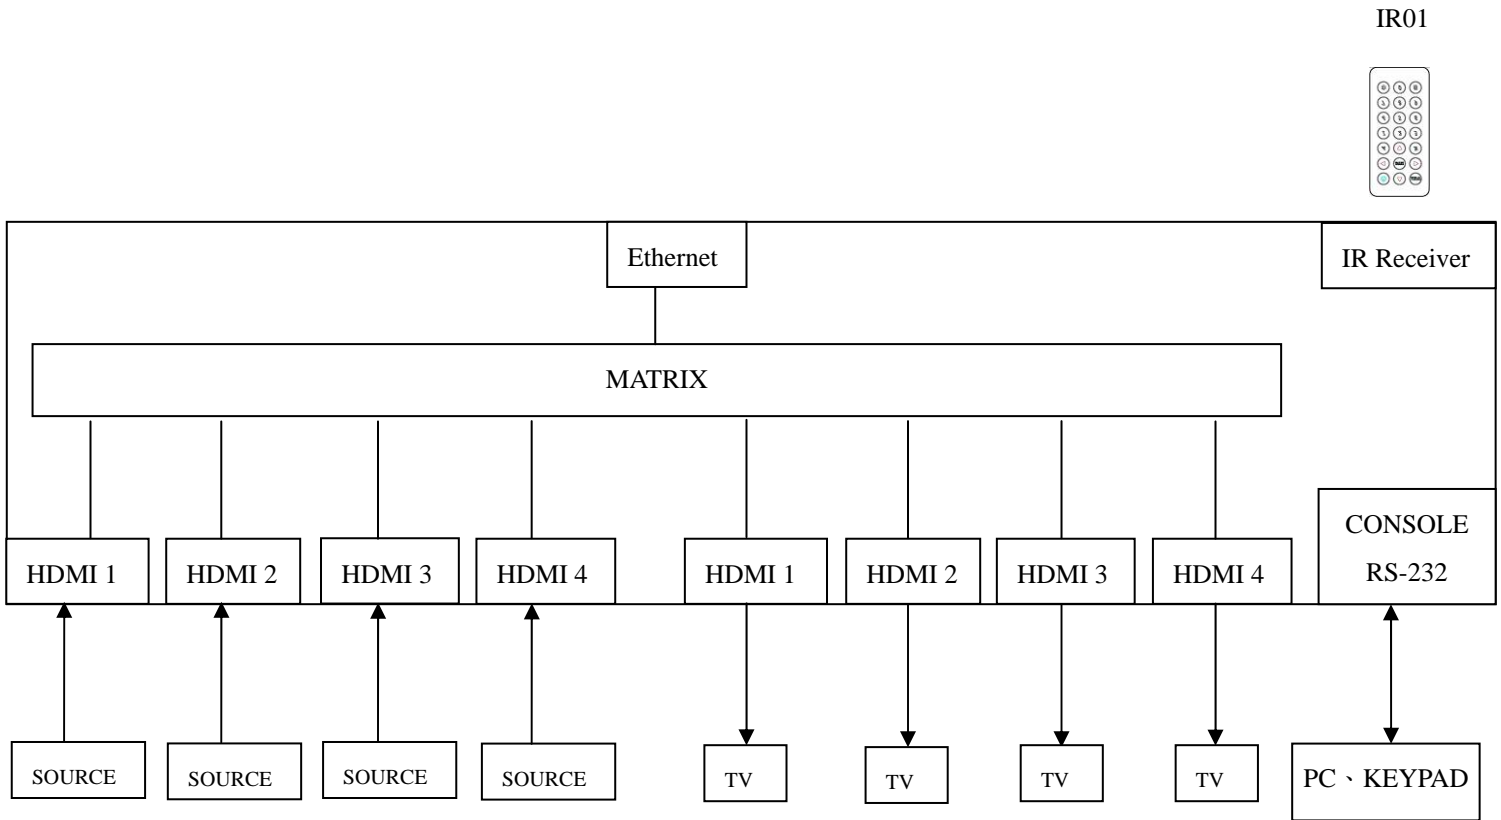 IR01
Ethernet
IR Receiver
MATRIX
CONSOLE
RS-232
HDMI 1
HDMI 2
HDMI 3
HDMI 4
HDMI 1
HDMI 2
HDMI 3
HDMI 4
SOURCE
SOURCE
SOURCE
SOURCE
TV
TV
TV
TV
PC、KEYPAD